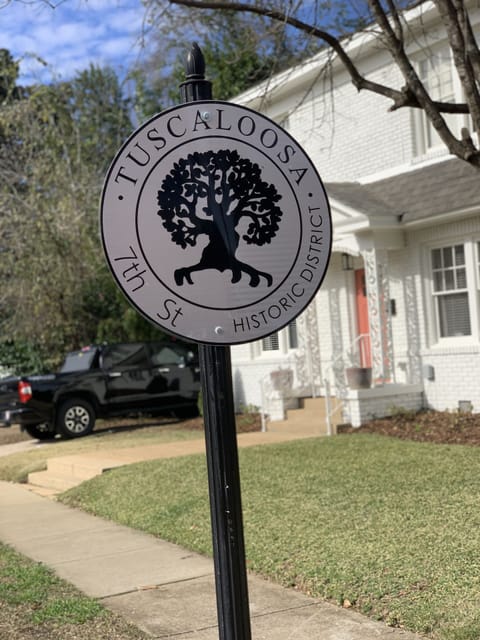 · TUSCALOOSA ·
7th St
HISTORIC DISTRICT